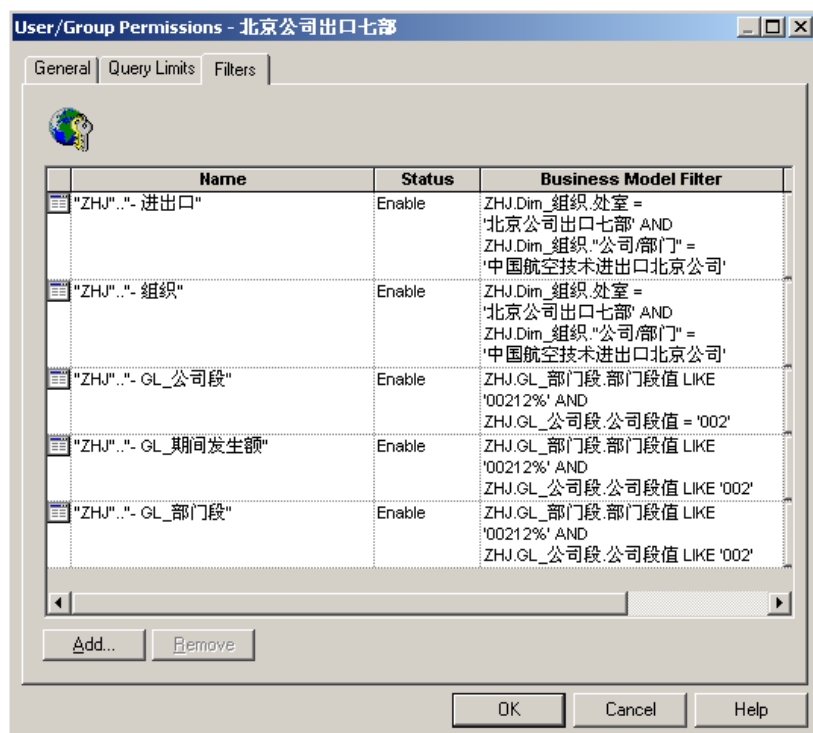 User/Group Permissions - 北京公司出口七部
General Query Limits Filters
Name Status Business Model Filter
"ZHJ".."- 进出口" Enable ZHJ.Dim_组织.处室 =
'北京公司出口七部' AND
ZHJ.Dim_组织."公司/部门" =
'中国航空技术进出口北京公司'
"ZHJ".."- 组织" Enable ZHJ.Dim_组织.处室 =
'北京公司出口七部' AND
ZHJ.Dim_组织."公司/部门" =
'中国航空技术进出口北京公司'
"ZHJ".."- GL_公司段" Enable ZHJ.GL_部门段.部门段值 LIKE
'00212%' AND
ZHJ.GL_公司段.公司段值 = '002'
"ZHJ".."- GL_期间发生额" Enable ZHJ.GL_部门段.部门段值 LIKE
'00212%' AND
ZHJ.GL_公司段.公司段值 LIKE '002'
"ZHJ".."- GL_部门段" Enable ZHJ.GL_部门段.部门段值 LIKE
'00212%' AND
ZHJ.GL_公司段.公司段值 LIKE '002'
Add... Remove
OK Cancel Help